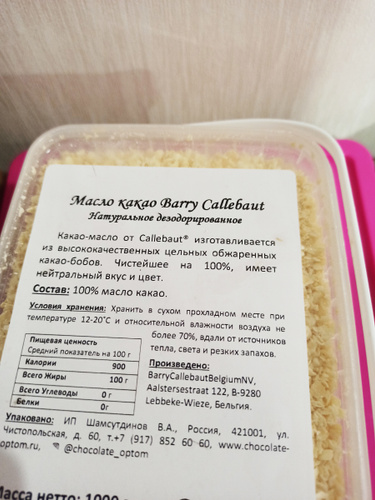 Масло какао Barry Callebaut
Натуральное дезодорированное
Какао-масло от Callebaut® изготавливается
из высококачественных цельных обжаренных
какао-бобов. Чистейшее на 100%, имеет
нейтральный вкус и цвет.
Состав: 100% масло какао.
Условия хранения: Хранить в сухом прохладном месте при
температуре 12-20°С и относительной влажности воздуха не
более 70%, вдали от источников
тепла, света и резких запахов.
Пищевая ценность
Средний показатель на 100 г
Калории 900
Всего Жиры 100 г
Всего Углеводы 0 г
Белки 0г
Произведено:
BarryCallebautBelgiumNV,
Aalstersestraat 122, B-9280
Lebbeke-Wieze, Бельгия.
Упаковано: ИП Шамсутдинов В.А., Россия, 421001, ул.
Чистопольская, д. 60, т.+7 (917) 852 60 60, www.chocolate-
optom.ru, @chocolate_optom
Масса нетто: 1000